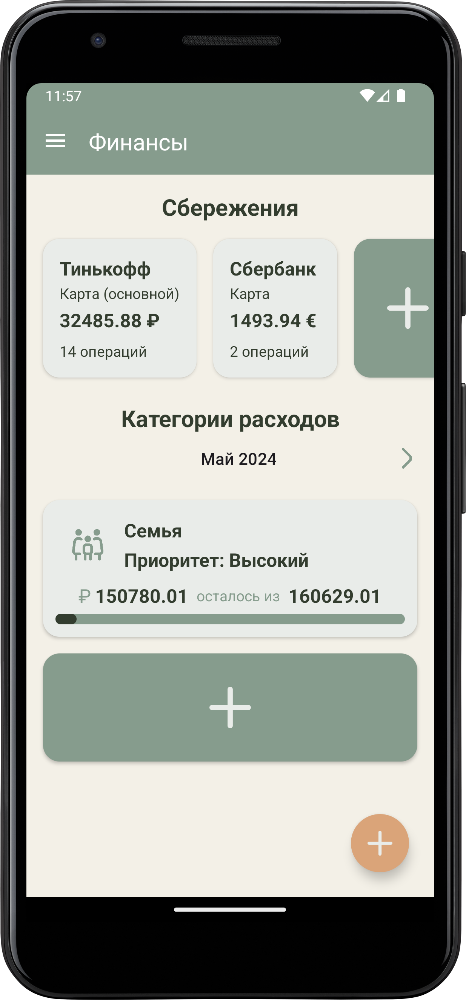 11:57
Финансы
Сбережения
Тинькофф
Карта (основной)
32485.88 ₽
14 операций
Сбербанк
Карта
1493.94 €
2 операций
Категории расходов
Май 2024
Семья
Приоритет: Высокий
₽ 150780.01 осталось из 160629.01